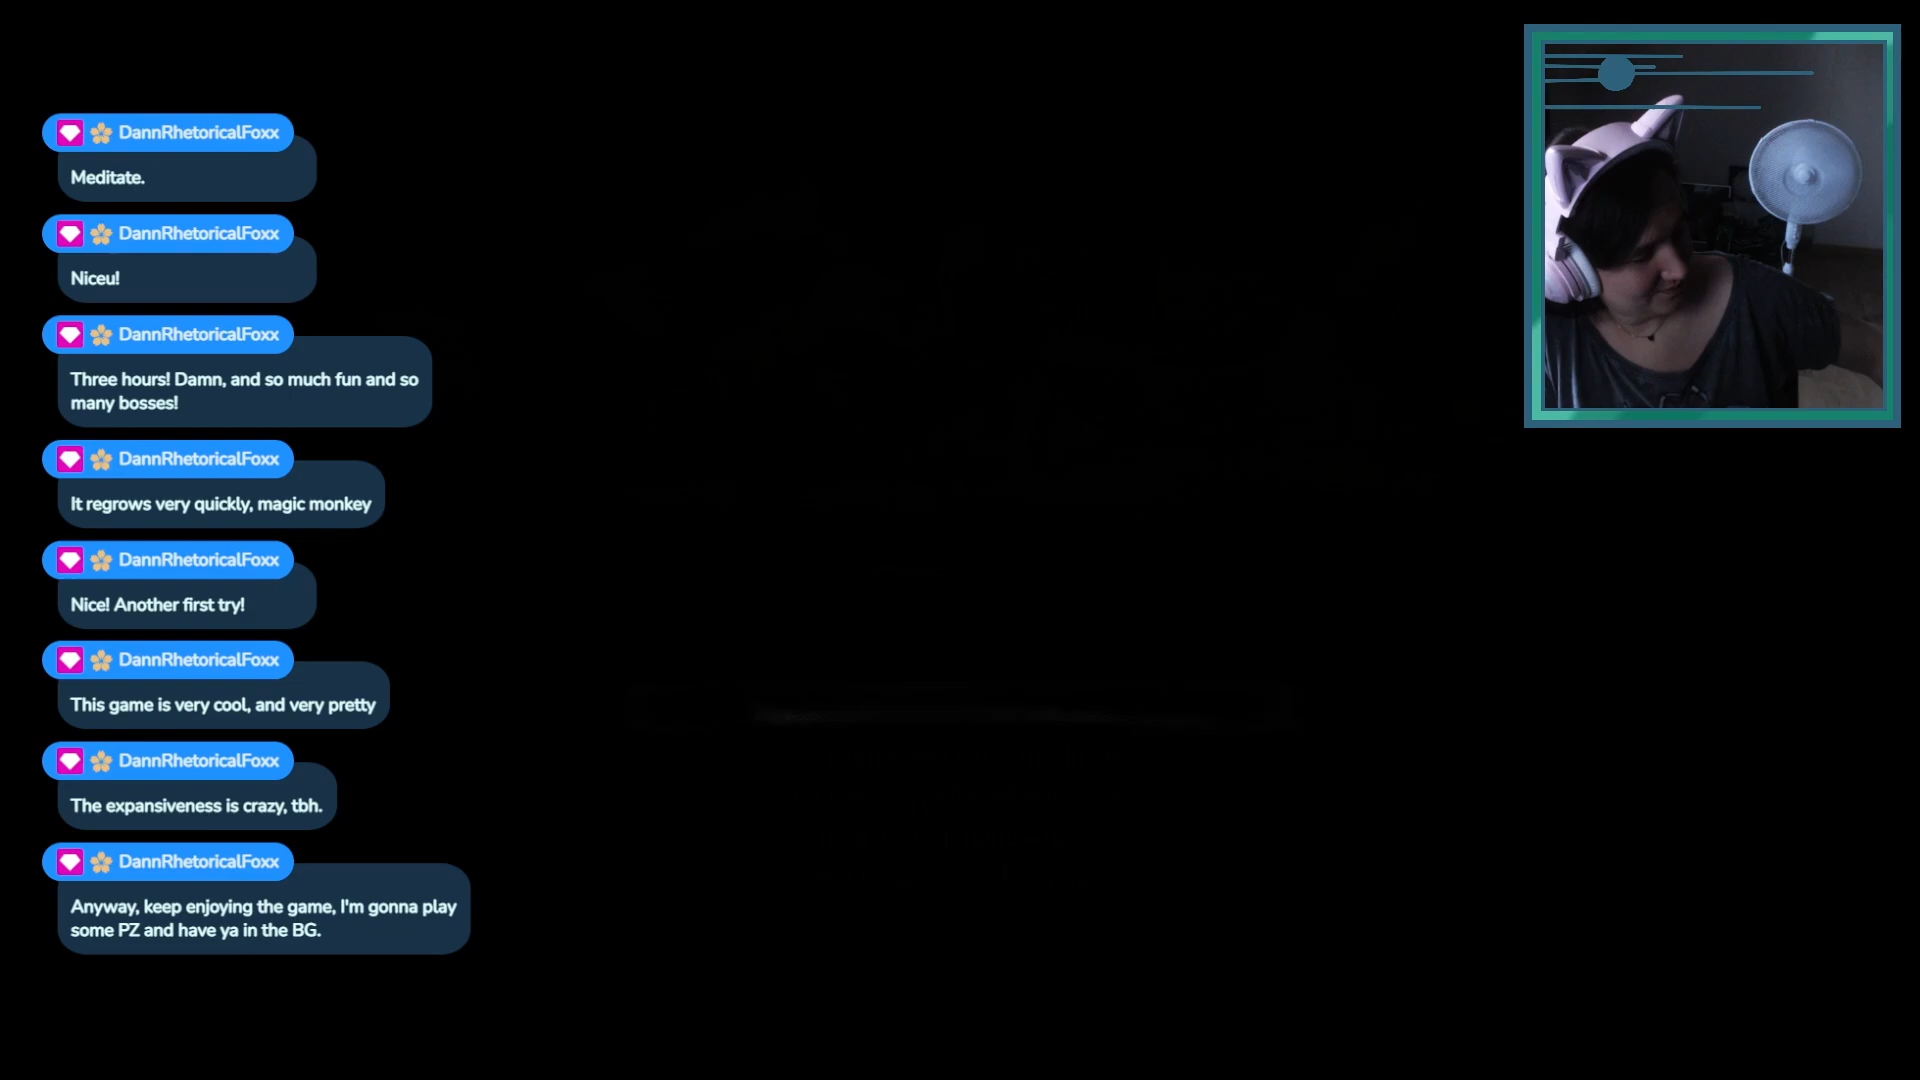 DannRhetoricalFoxx
Meditate.
DannRhetoricalFoxx
Niceu!
DannRhetoricalFoxx
Three hours! Damn, and so much fun and so
many bosses!
DannRhetoricalFoxx
It regrows very quickly, magic monkey
DannRhetoricalFoxx
Nice! Another first try!
DannRhetoricalFoxx
This game is very cool, and very pretty
DannRhetoricalFoxx
The expansiveness is crazy, tbh.
DannRhetoricalFoxx
Anyway, keep enjoying the game, I'm gonna play
some PZ and have ya in the BG.